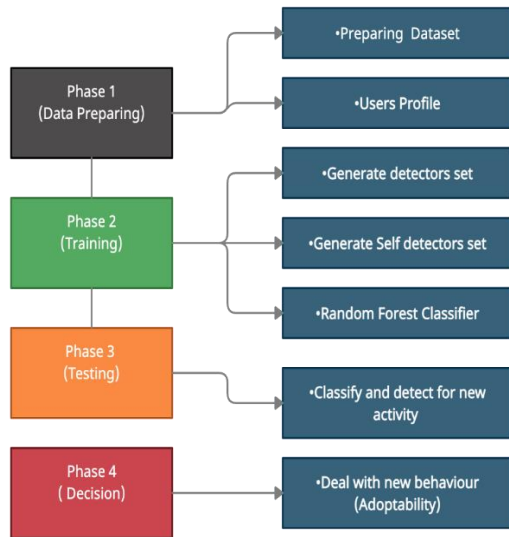 •Preparing Dataset
Phase 1
(Data Preparing)
•Users Profile
•Generate detectors set
Phase 2
(Training)
•Generate Self detectors set
•Random Forest Classifier
Phase 3
(Testing)
•Classify and detect for new
activity
Phase 4
( Decision)
•Deal with new behaviour
(Adoptability)